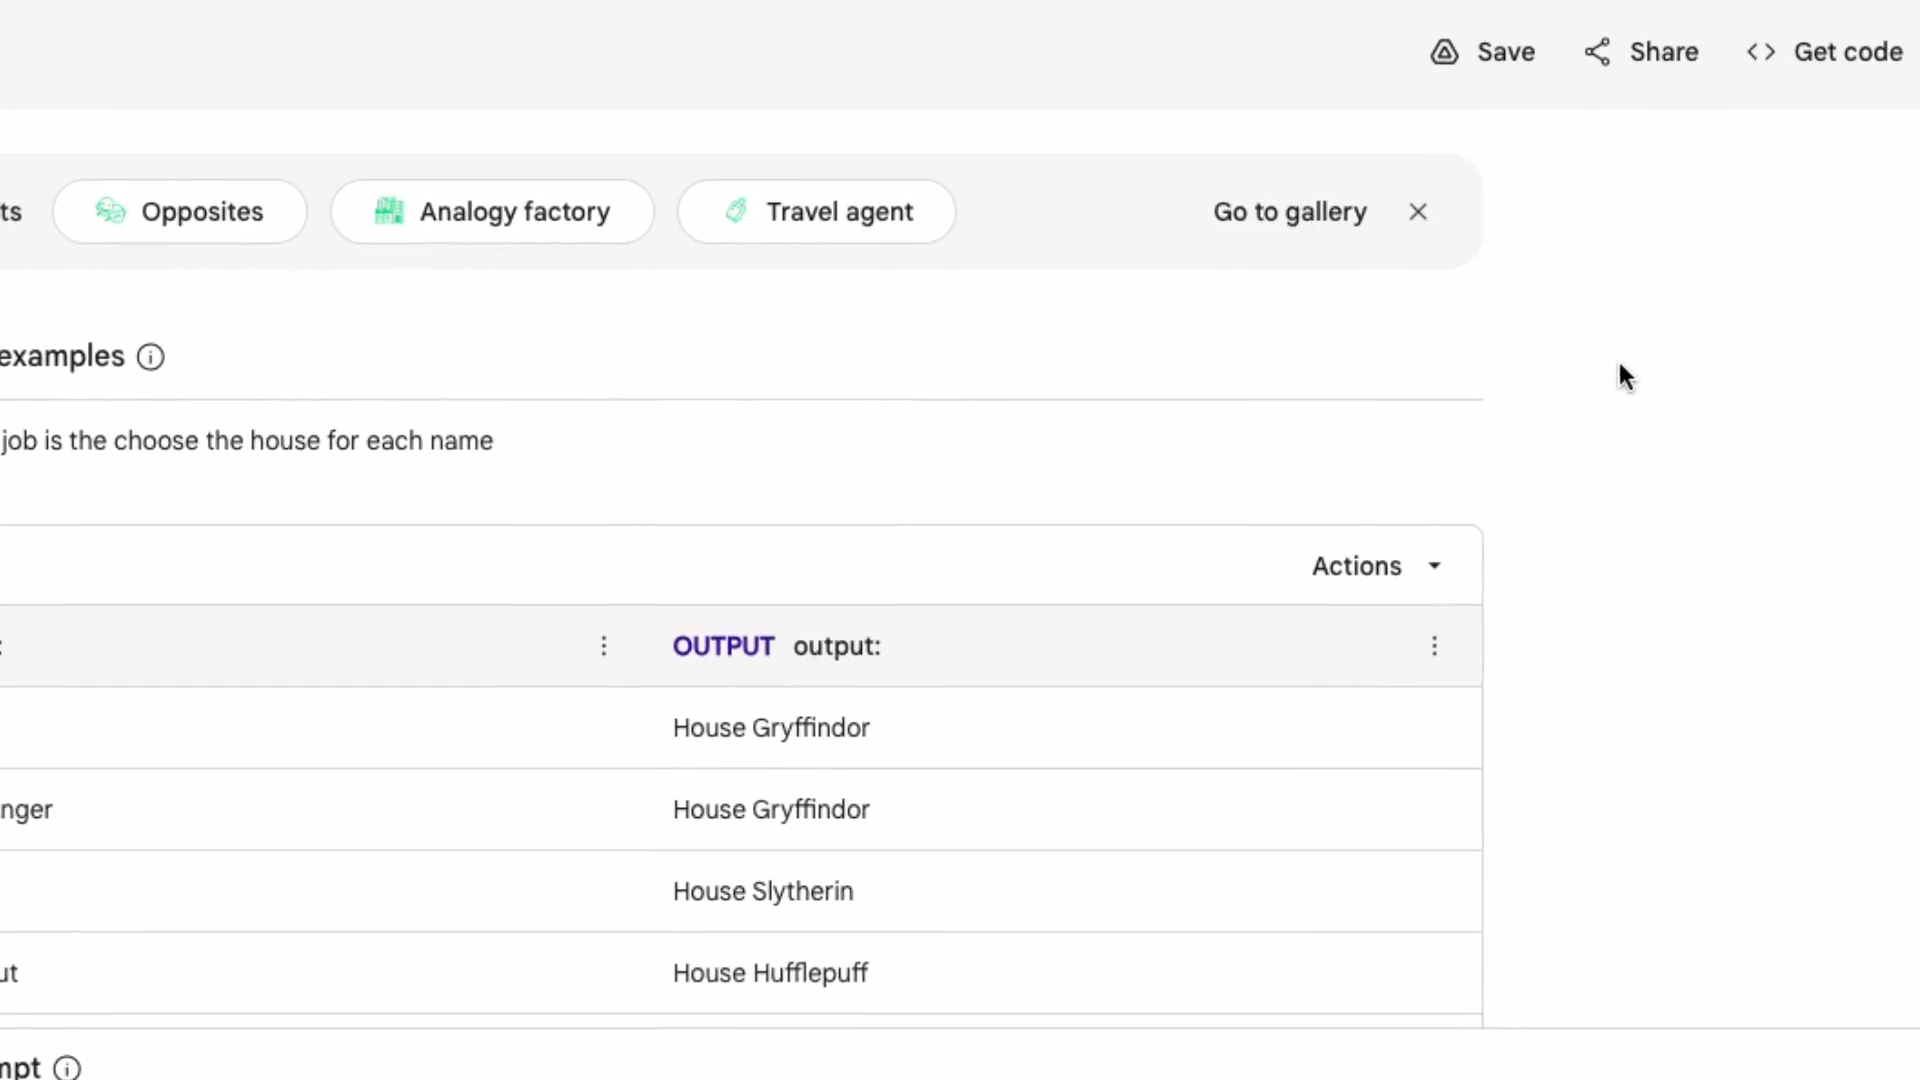 Save Share Get code
ts Opposites Analogy factory Travel agent Go to gallery
examples
job is the choose the house for each name
Actions
: OUTPUT output:
House Gryffindor
nger House Gryffindor
House Slytherin
ut House Hufflepuff
mpt